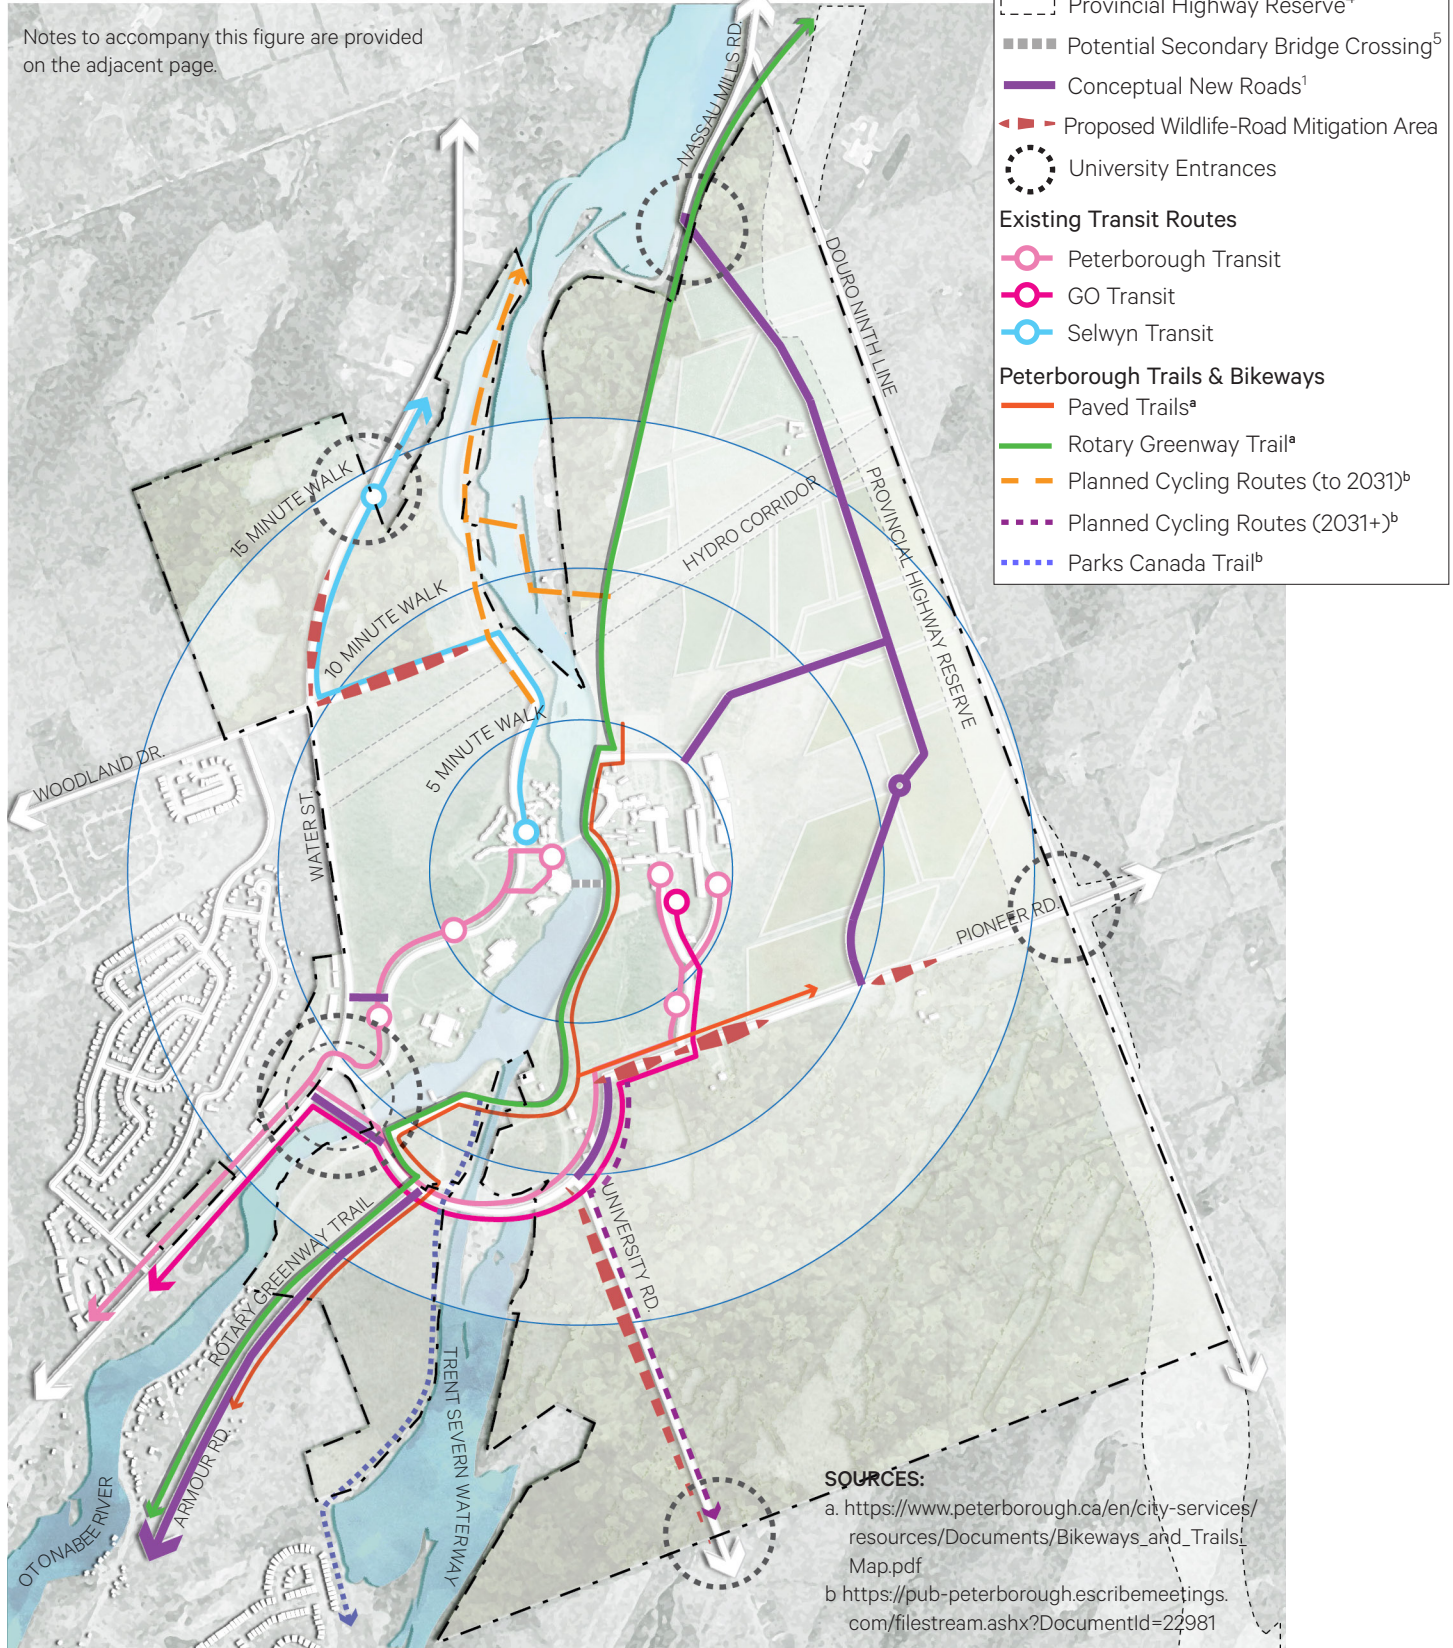 Notes to accompany this figure are provided
on the adjacent page.
Provincial Highway Reserve⁴
Potential Secondary Bridge Crossing⁵
Conceptual New Roads¹
Proposed Wildlife-Road Mitigation Area
University Entrances
Existing Transit Routes
Peterborough Transit
GO Transit
Selwyn Transit
Peterborough Trails & Bikeways
Paved Trailsᵃ
Rotary Greenway Trailᵃ
Planned Cycling Routes (to 2031)ᵇ
Planned Cycling Routes (2031+)ᵇ
Parks Canada Trailᵇ
NASSAU MILLS RD.
DOURO NINTH LINE
15 MINUTE WALK
HYDRO CORRIDOR
PROVINCIAL HIGHWAY RESERVE
10 MINUTE WALK
5 MINUTE WALK
WOODLAND DR.
WATER ST.
PIONEER RD.
ROTARY GREENWAY TRAIL
UNIVERSITY RD.
TRENT SEVERN WATERWAY
ARMOUR RD.
OTONABEE RIVER
SOURCES:
a. https://www.peterborough.ca/en/city-services/
resources/Documents/Bikeways_and_Trails_
Map.pdf
b https://pub-peterborough.escribemeetings.
com/filestream.ashx?DocumentId=22981